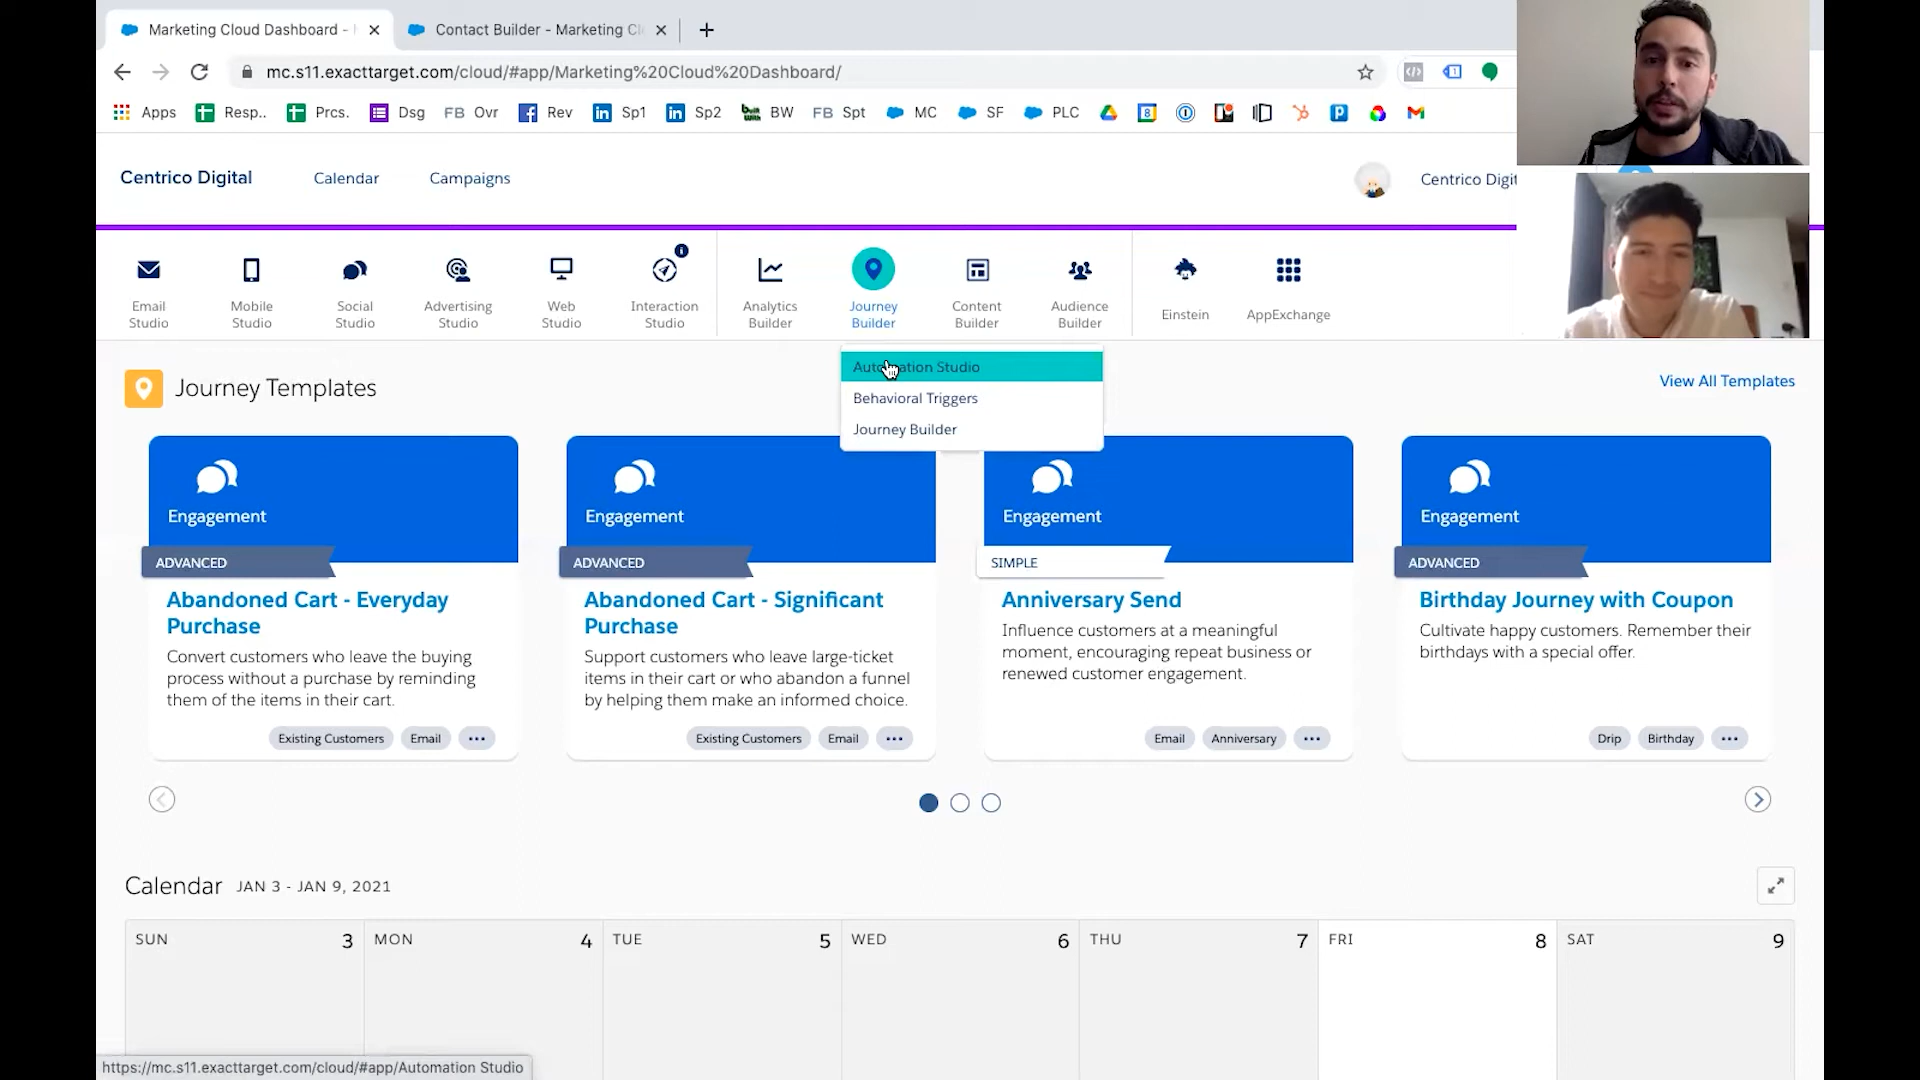 Marketing Cloud Dashboard -
Contact Builder - Marketing Cl
mc.s11.exacttarget.com/cloud/#app/Marketing%20Cloud%20Dashboard/
Apps Resp.. Prcs. Dsg FB Ovr Rev Sp1 Sp2 BW FB Spt MC SF PLC
Centrico Digital Calendar Campaigns Centrico Digit
Email Studio
Mobile Studio
Social Studio
Advertising Studio
Web Studio
Interaction Studio
Analytics Builder
Journey Builder
Content Builder
Audience Builder
Einstein
AppExchange
Automation Studio
Behavioral Triggers
Journey Builder
Journey Templates
View All Templates
Engagement
ADVANCED
Abandoned Cart - Everyday
Purchase
Convert customers who leave the buying
process without a purchase by reminding
them of the items in their cart.
Existing Customers Email
Engagement
ADVANCED
Abandoned Cart - Significant
Purchase
Support customers who leave large-ticket
items in their cart or who abandon a funnel
by helping them make an informed choice.
Existing Customers Email
Engagement
SIMPLE
Anniversary Send
Influence customers at a meaningful
moment, encouraging repeat business or
renewed customer engagement.
Email Anniversary
Engagement
ADVANCED
Birthday Journey with Coupon
Cultivate happy customers. Remember their
birthdays with a special offer.
Drip Birthday
Calendar JAN 3 - JAN 9, 2021
SUN 3 MON 4 TUE 5 WED 6 THU 7 FRI 8 SAT 9
https://mc.s11.exacttarget.com/cloud/#app/Automation Studio